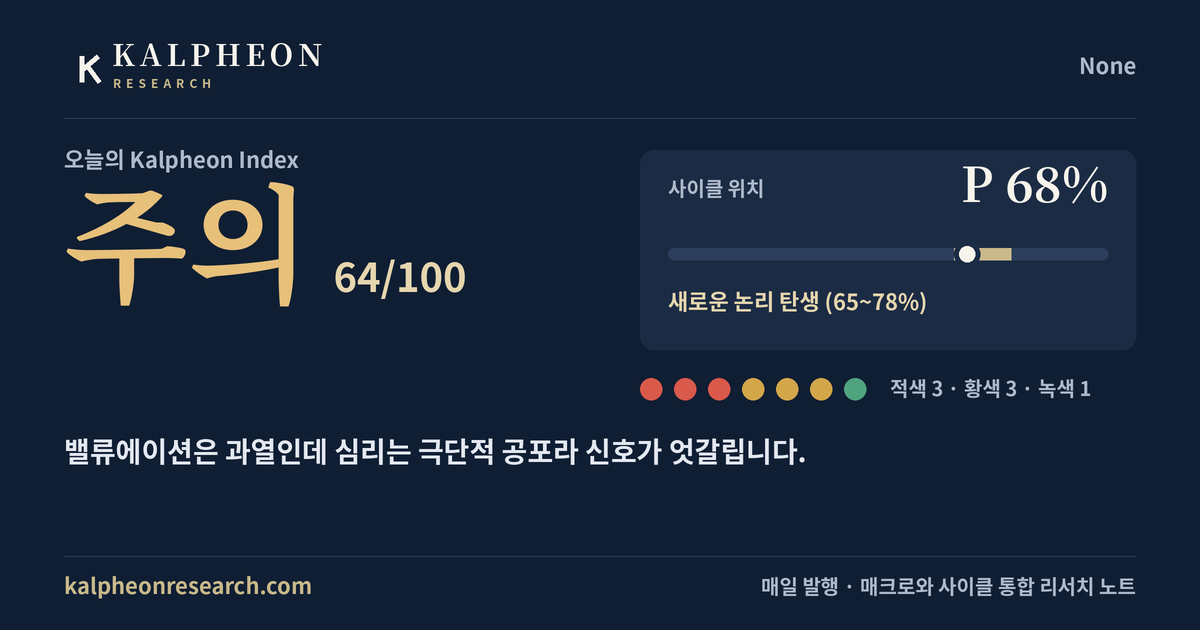 KALPHEON
RESEARCH
None
오늘의 Kalpheon Index
주의 64/100
사이클 위치 P 68%
새로운 논리 탄생 (65~78%)
적색 3 · 황색 3 · 녹색 1
밸류에이션은 과열인데 심리는 극단적 공포라 신호가 엇갈립니다.
kalpheonresearch.com
매일 발행 · 매크로와 사이클 통합 리서치 노트